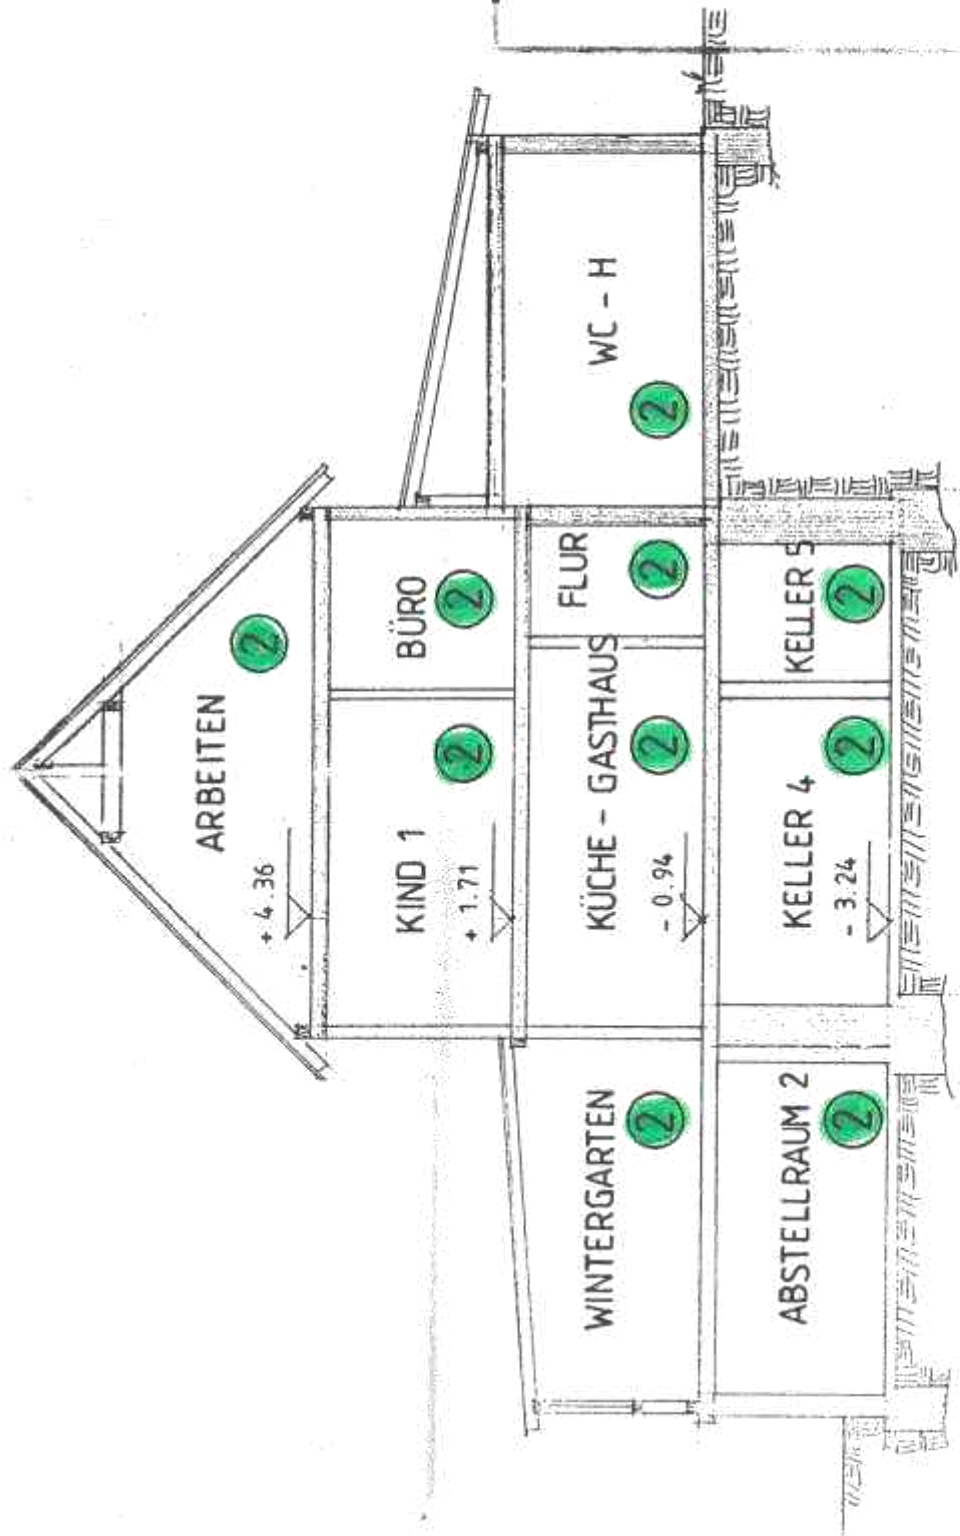 ARBEITEN
2
+ 4.36
KIND 1
BÜRO
2
2
+ 1.71
WINTERGARTEN
KÜCHE - GASTHAUS
FLUR
WC - H
2
2
2
2
- 0.94
ABSTELLRAUM 2
KELLER 4
KELLER 5
2
2
2
- 3.24